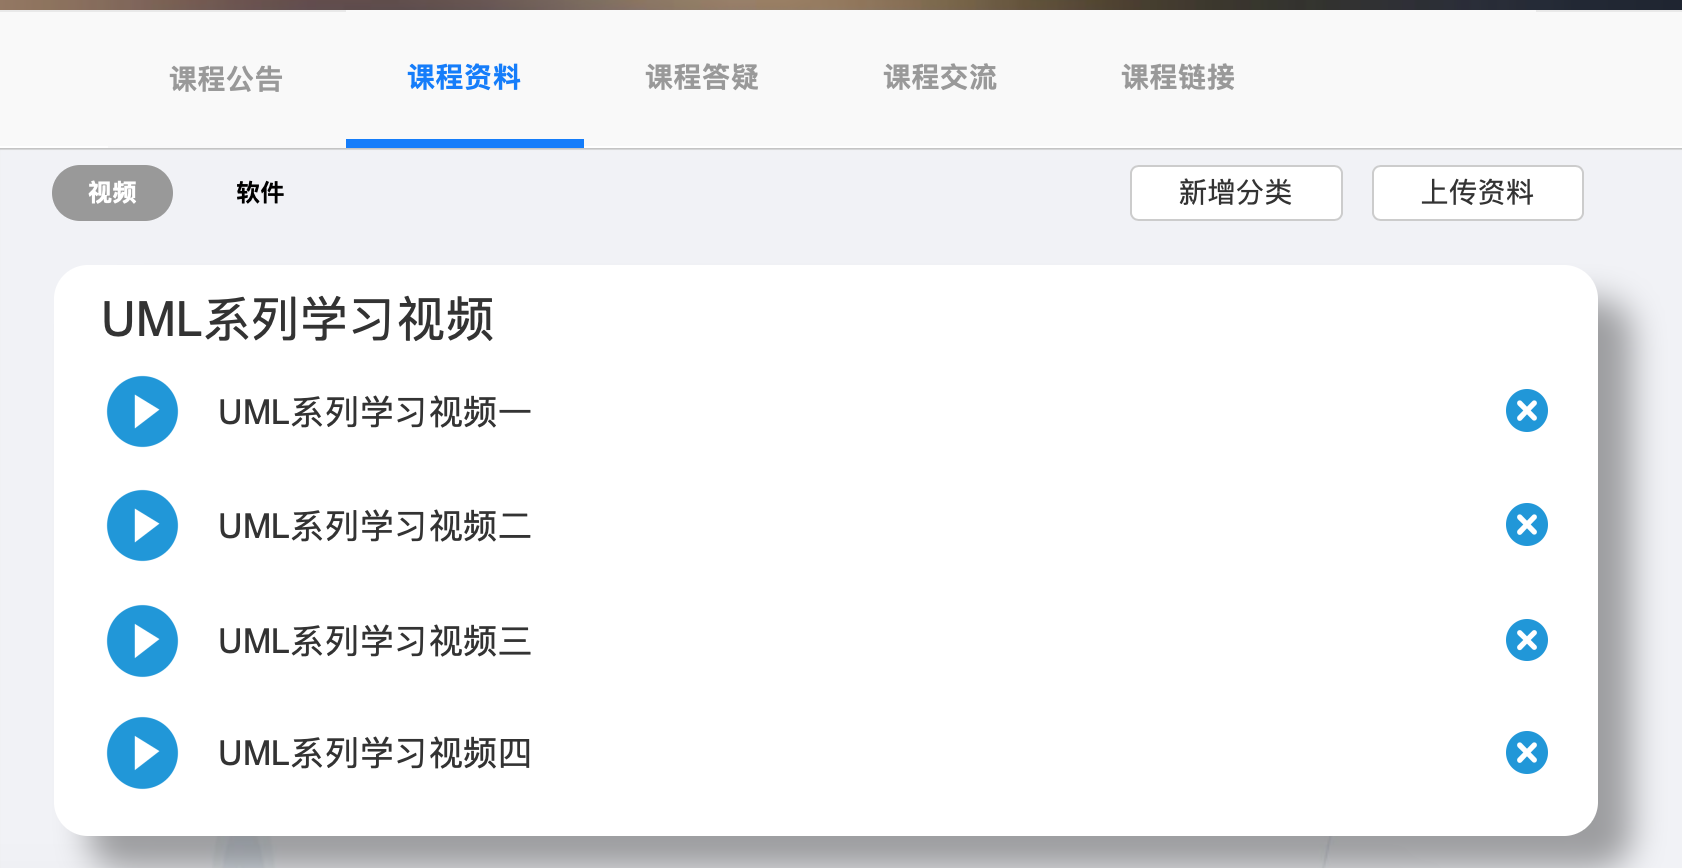 课程公告 课程资料 课程答疑 课程交流 课程链接
视频 软件 新增分类 上传资料
UML系列学习视频
UML系列学习视频一
UML系列学习视频二
UML系列学习视频三
UML系列学习视频四